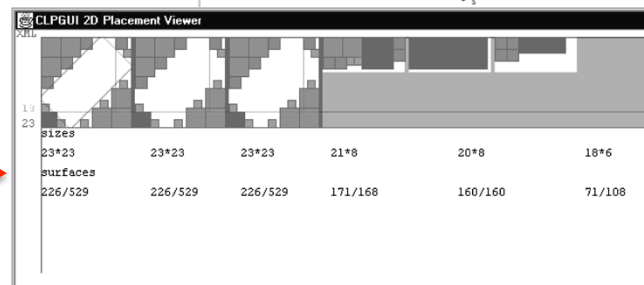 CLPGUI 2D Placement Viewer
XML
19
23
sizes
23*23 23*23 23*23 21*8 20*8 18*6
surfaces
226/529 226/529 226/529 171/168 160/160 71/108